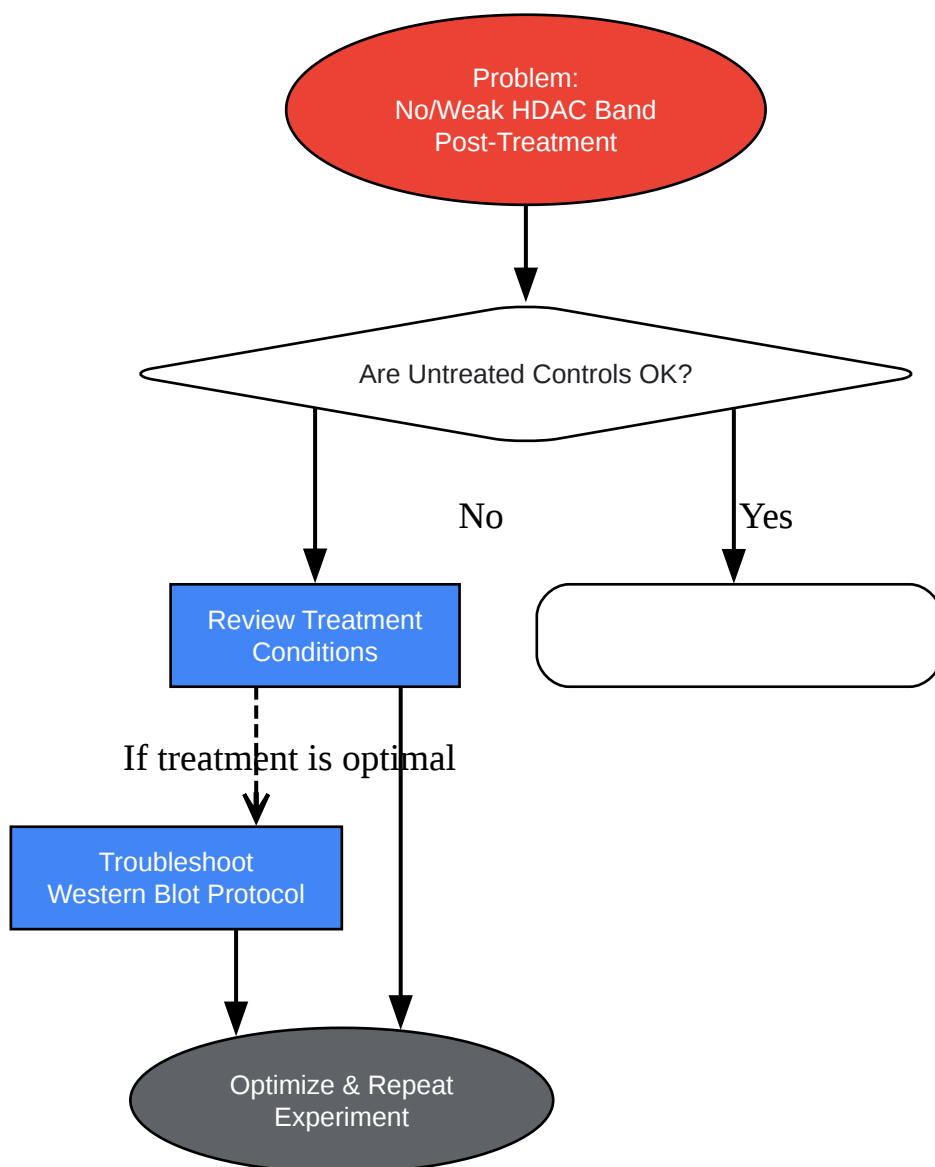 Problem:
No/Weak HDAC Band
Post-Treatment
Are Untreated Controls OK?
No
Yes
Review Treatment
Conditions
If treatment is optimal
Troubleshoot
Western Blot Protocol
Optimize & Repeat
Experiment